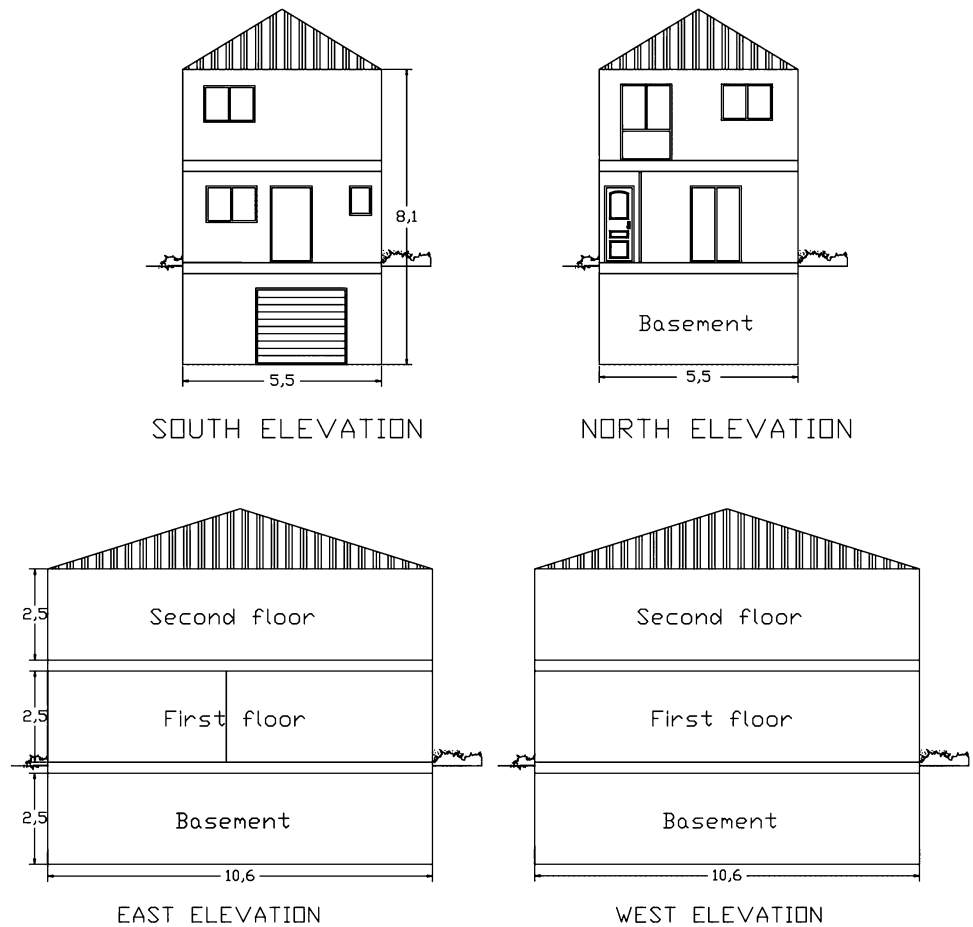 8,1
Basement
5,5
5,5
SOUTH ELEVATION
NORTH ELEVATION
2,5
Second floor
Second floor
2,5
First floor
First floor
2,5
Basement
Basement
10,6
10,6
EAST ELEVATION
WEST ELEVATION